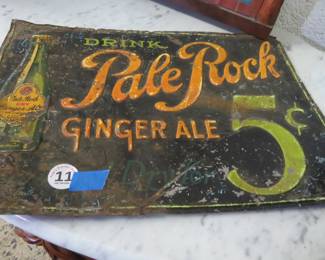 DRINK
Pale Rock
GINGER ALE
5¢
11